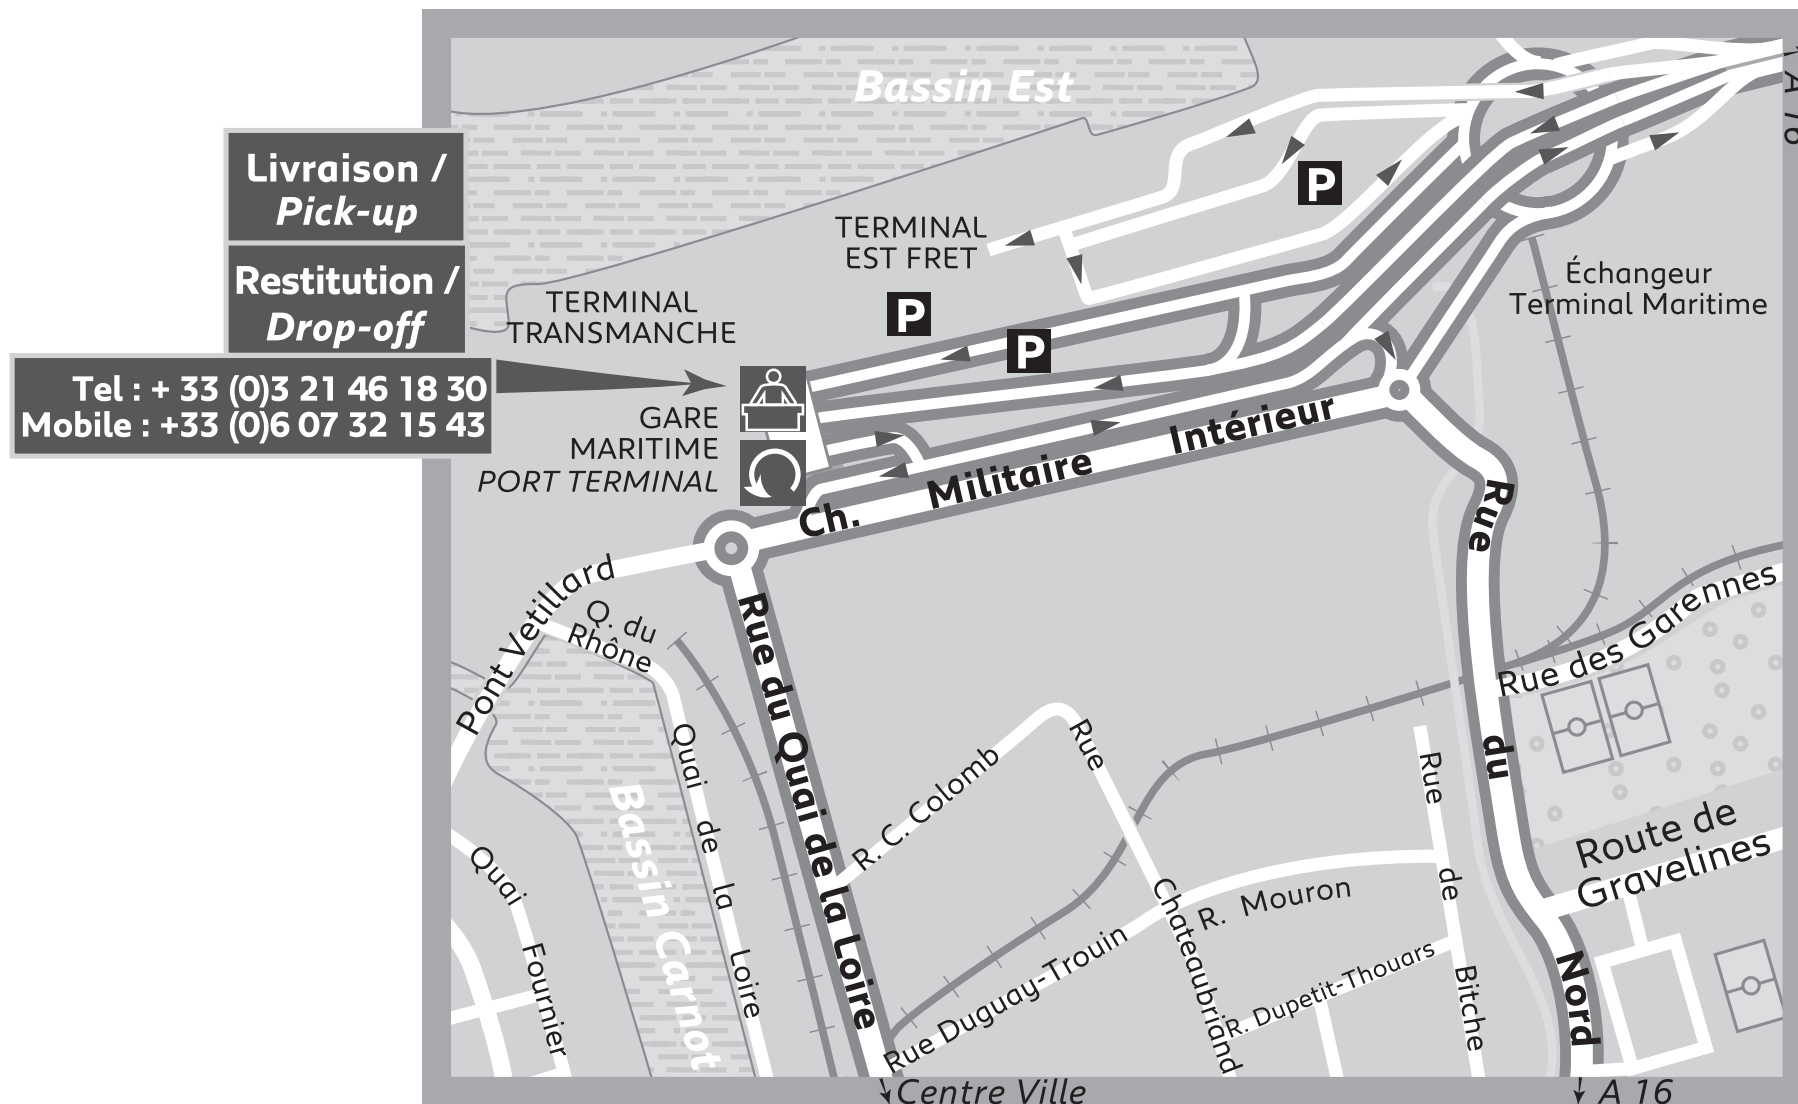 Bassin Est
A 16
Livraison /
Pick-up
Restitution /
Drop-off
Tel : + 33 (0)3 21 46 18 30
Mobile : +33 (0)6 07 32 15 43
P
TERMINAL
EST FRET
Échangeur
Terminal Maritime
TERMINAL
TRANSMANCHE
P
P
GARE
MARITIME
PORT TERMINAL
Ch. Militaire Intérieur
Pont Vetillard
Q. du
Rhône
Rue du Quai de la Loire
Quai de la Loire
Bassin Carnot
Quai Fournier
R. C. Colomb
Rue Chateaubriand
R. Mouron
Rue Duguay-Trouin
R. Dupetit-Thouars
Rue de Bitche
Rue du Nord
Rue des Garennes
Route de
Gravelines
Centre Ville
A 16